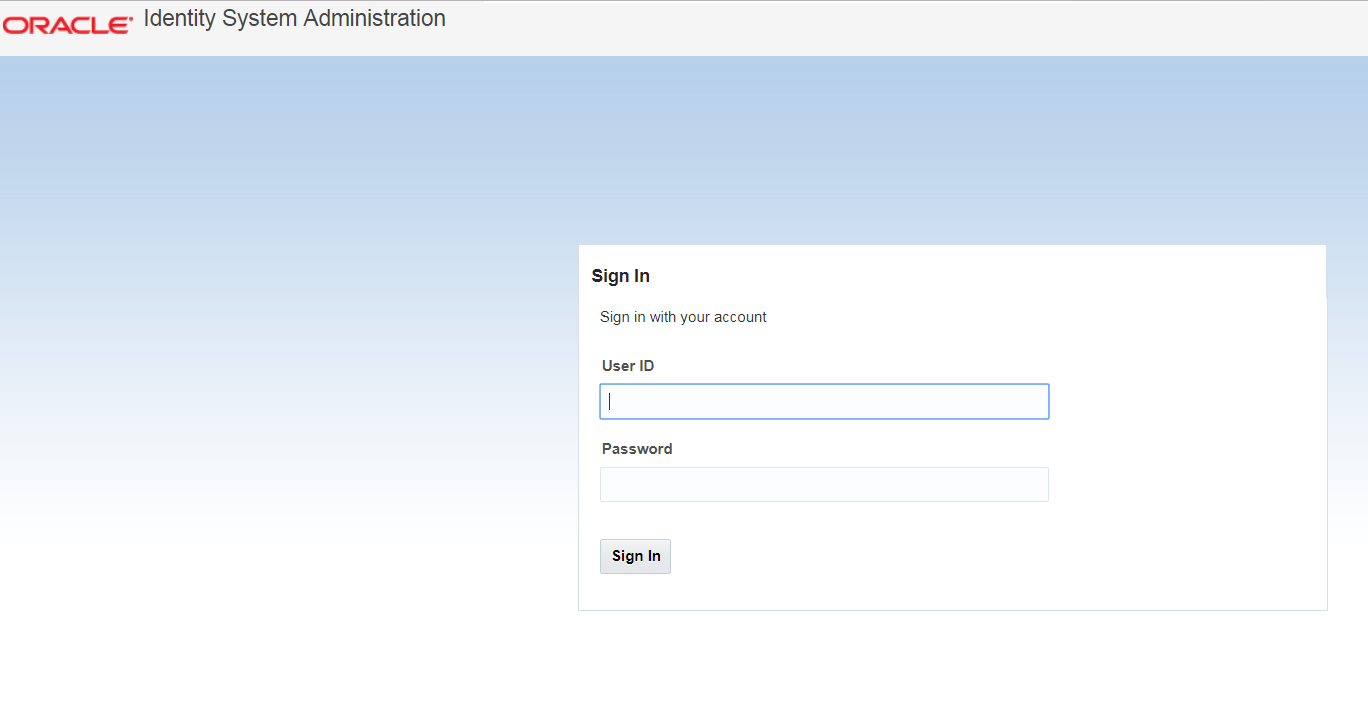 ORACLE Identity System Administration
Sign In
Sign in with your account
User ID
Password
Sign In